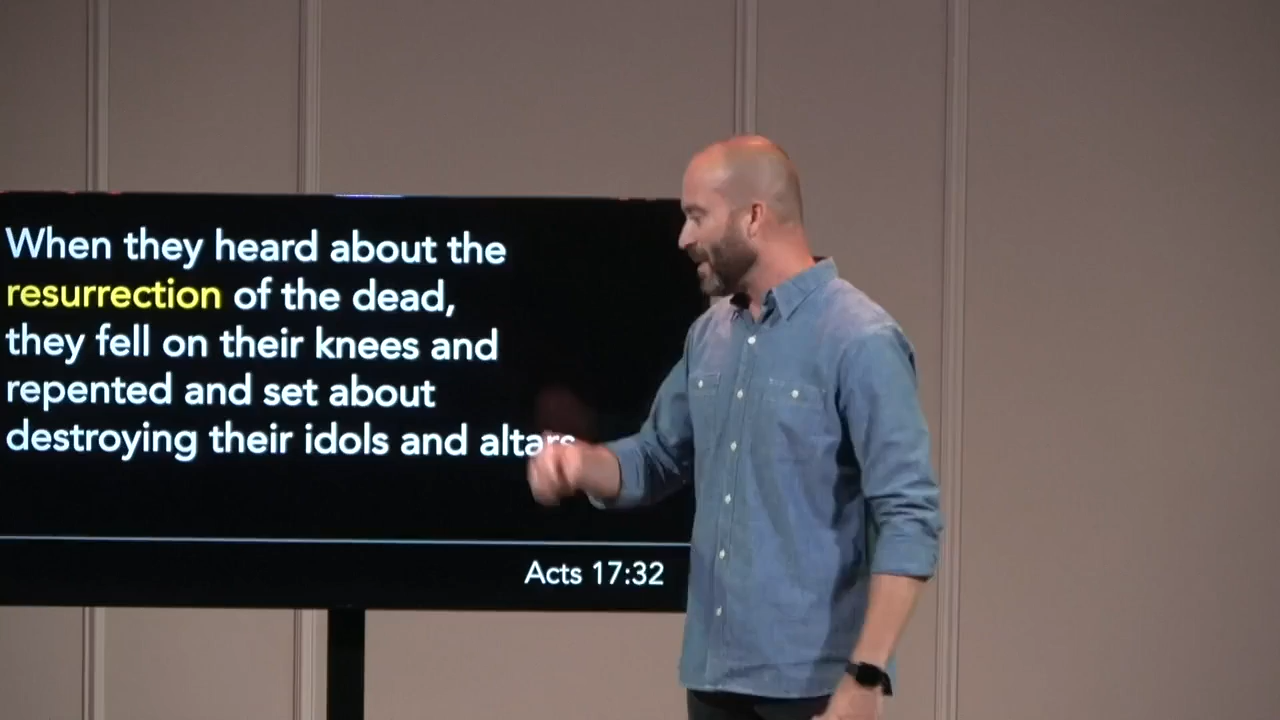 When they heard about the
resurrection of the dead,
they fell on their knees and
repented and set about
destroying their idols and altars
Acts 17:32